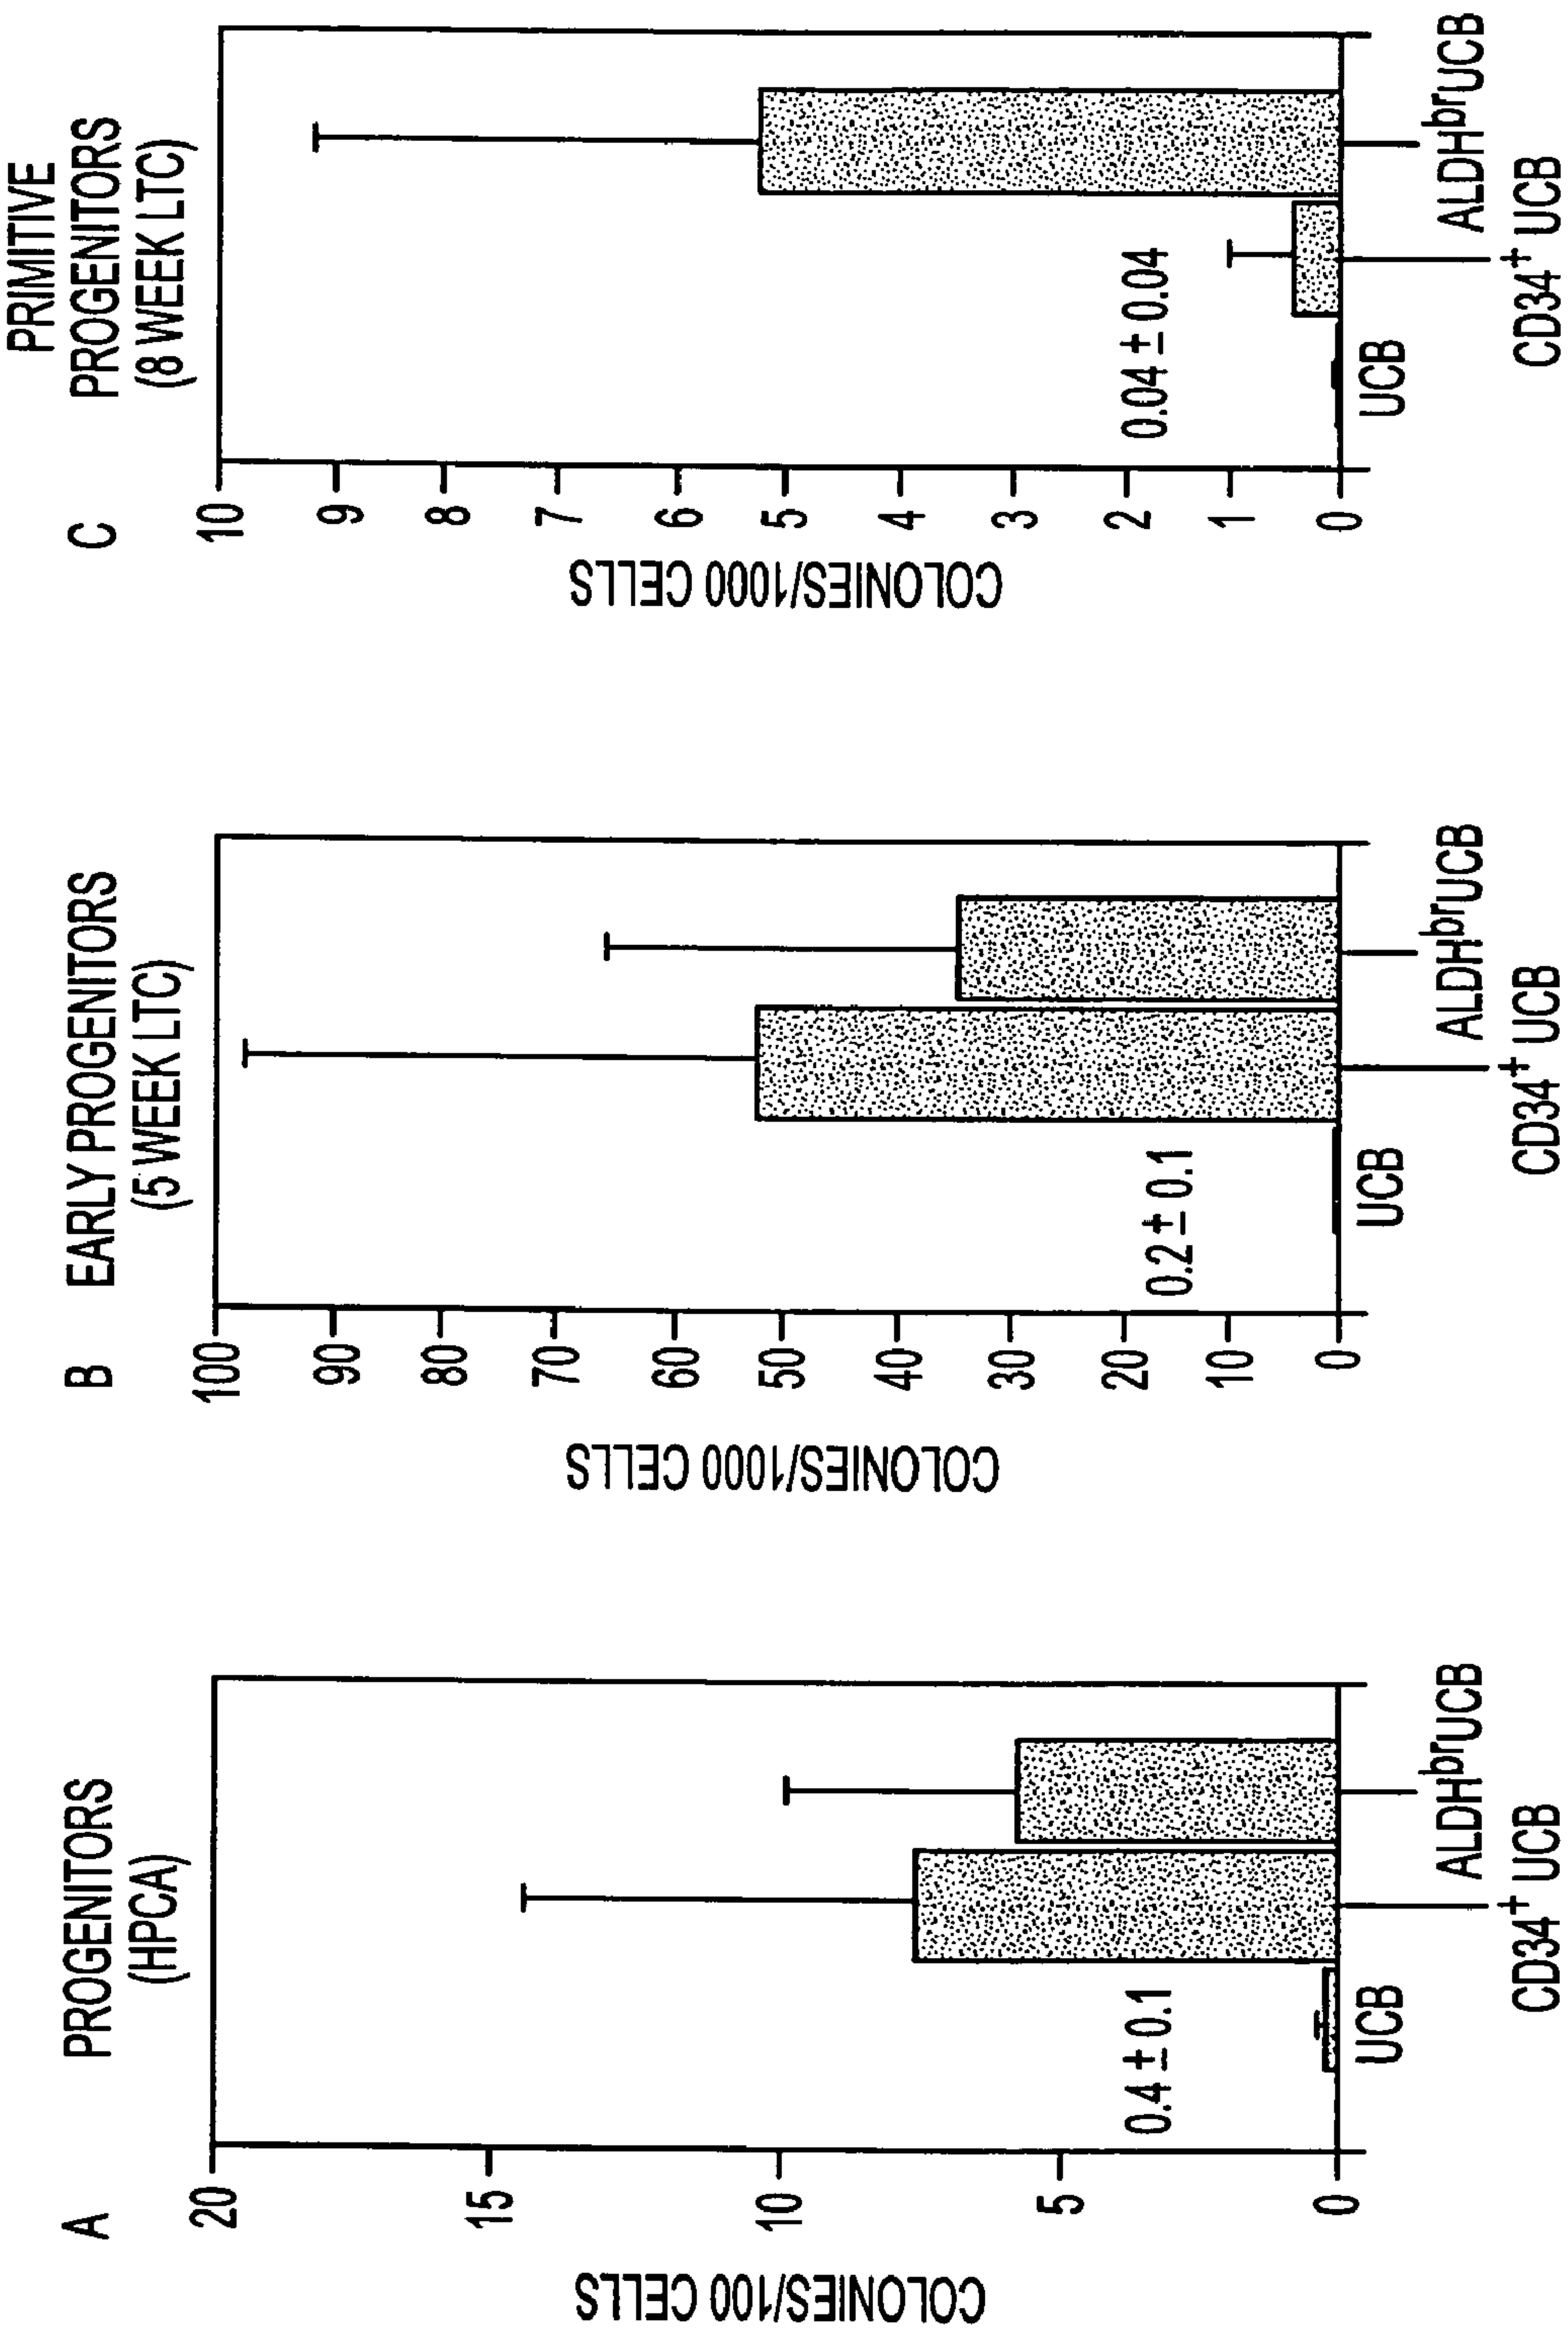 A
PROGENITORS
(HPCA)
COLONIES/100 CELLS
20
15
10
5
0
0.4 ± 0.1
UCB
CD34+ UCB
ALDHbrUCB
B
EARLY PROGENITORS
(5 WEEK LTC)
COLONIES/1000 CELLS
100
90
80
70
60
50
40
30
20
10
0
0.2 ± 0.1
UCB
CD34+ UCB
ALDHbrUCB
C
PRIMITIVE
PROGENITORS
(8 WEEK LTC)
COLONIES/1000 CELLS
10
9
8
7
6
5
4
3
2
1
0
0.04 ± 0.04
UCB
CD34+ UCB
ALDHbrUCB